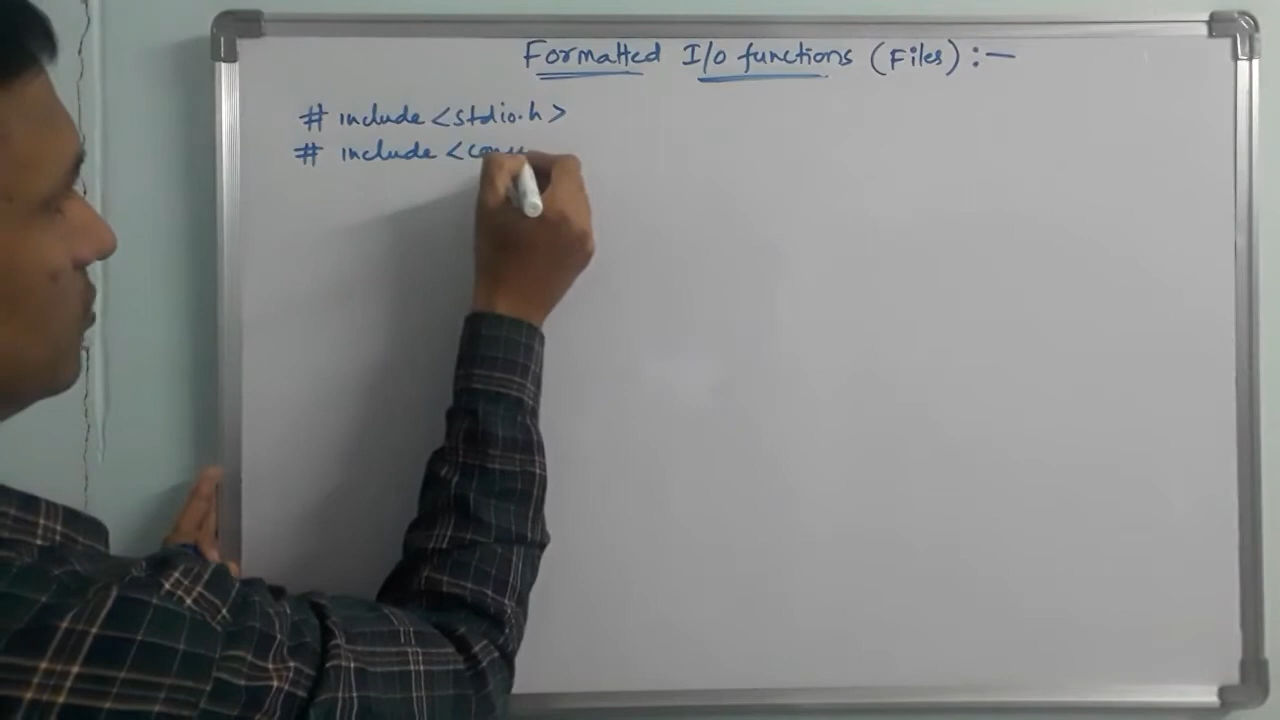 Formatted I/o functions (Files) :-
# include <stdio.h>
# include <